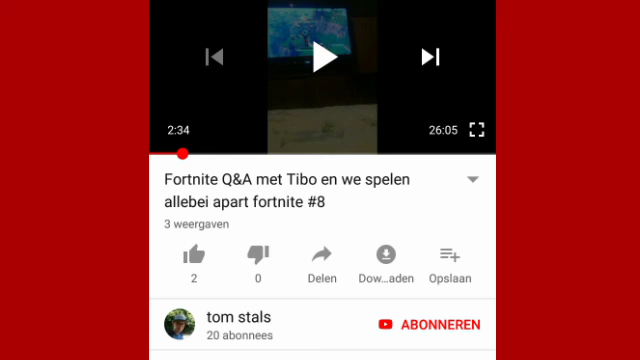 2:34
26:05
Fortnite Q&A met Tibo en we spelen
allebei apart fortnite #8
3 weergaven
2
0
Delen
Dow...aden
Opslaan
tom stals
20 abonnees
ABONNEREN